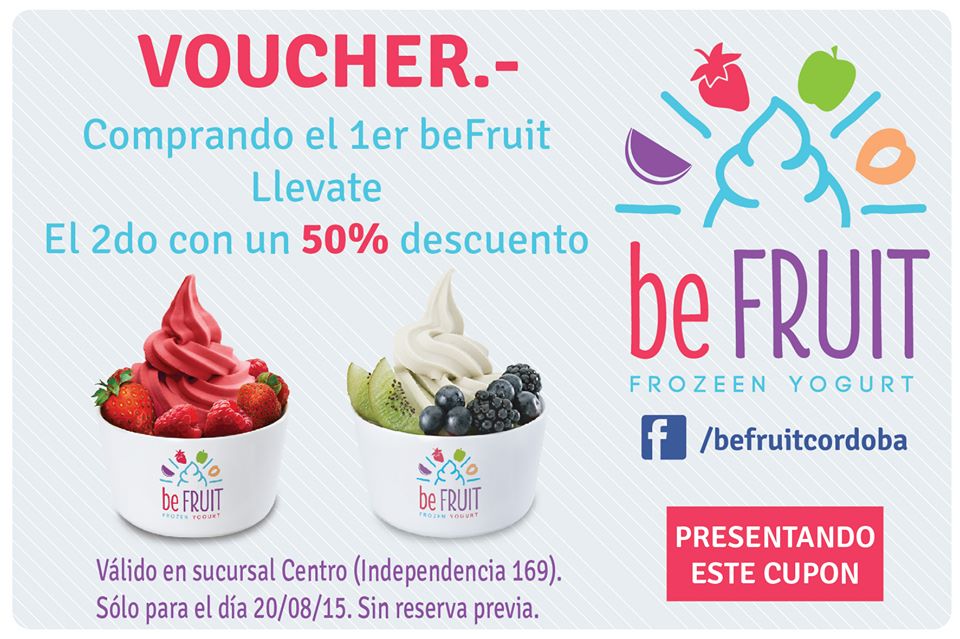 VOUCHER.-
Comprando el 1er beFruit
Llevate
El 2do con un 50% descuento
be FRUIT
FROZEEN YOGURT
f /befruitcordoba
be FRUIT
FROZEN YOGURT
be FRUIT
FROZEN YOGURT
PRESENTANDO
ESTE CUPON
Válido en sucursal Centro (Independencia 169).
Sólo para el día 20/08/15. Sin reserva previa.